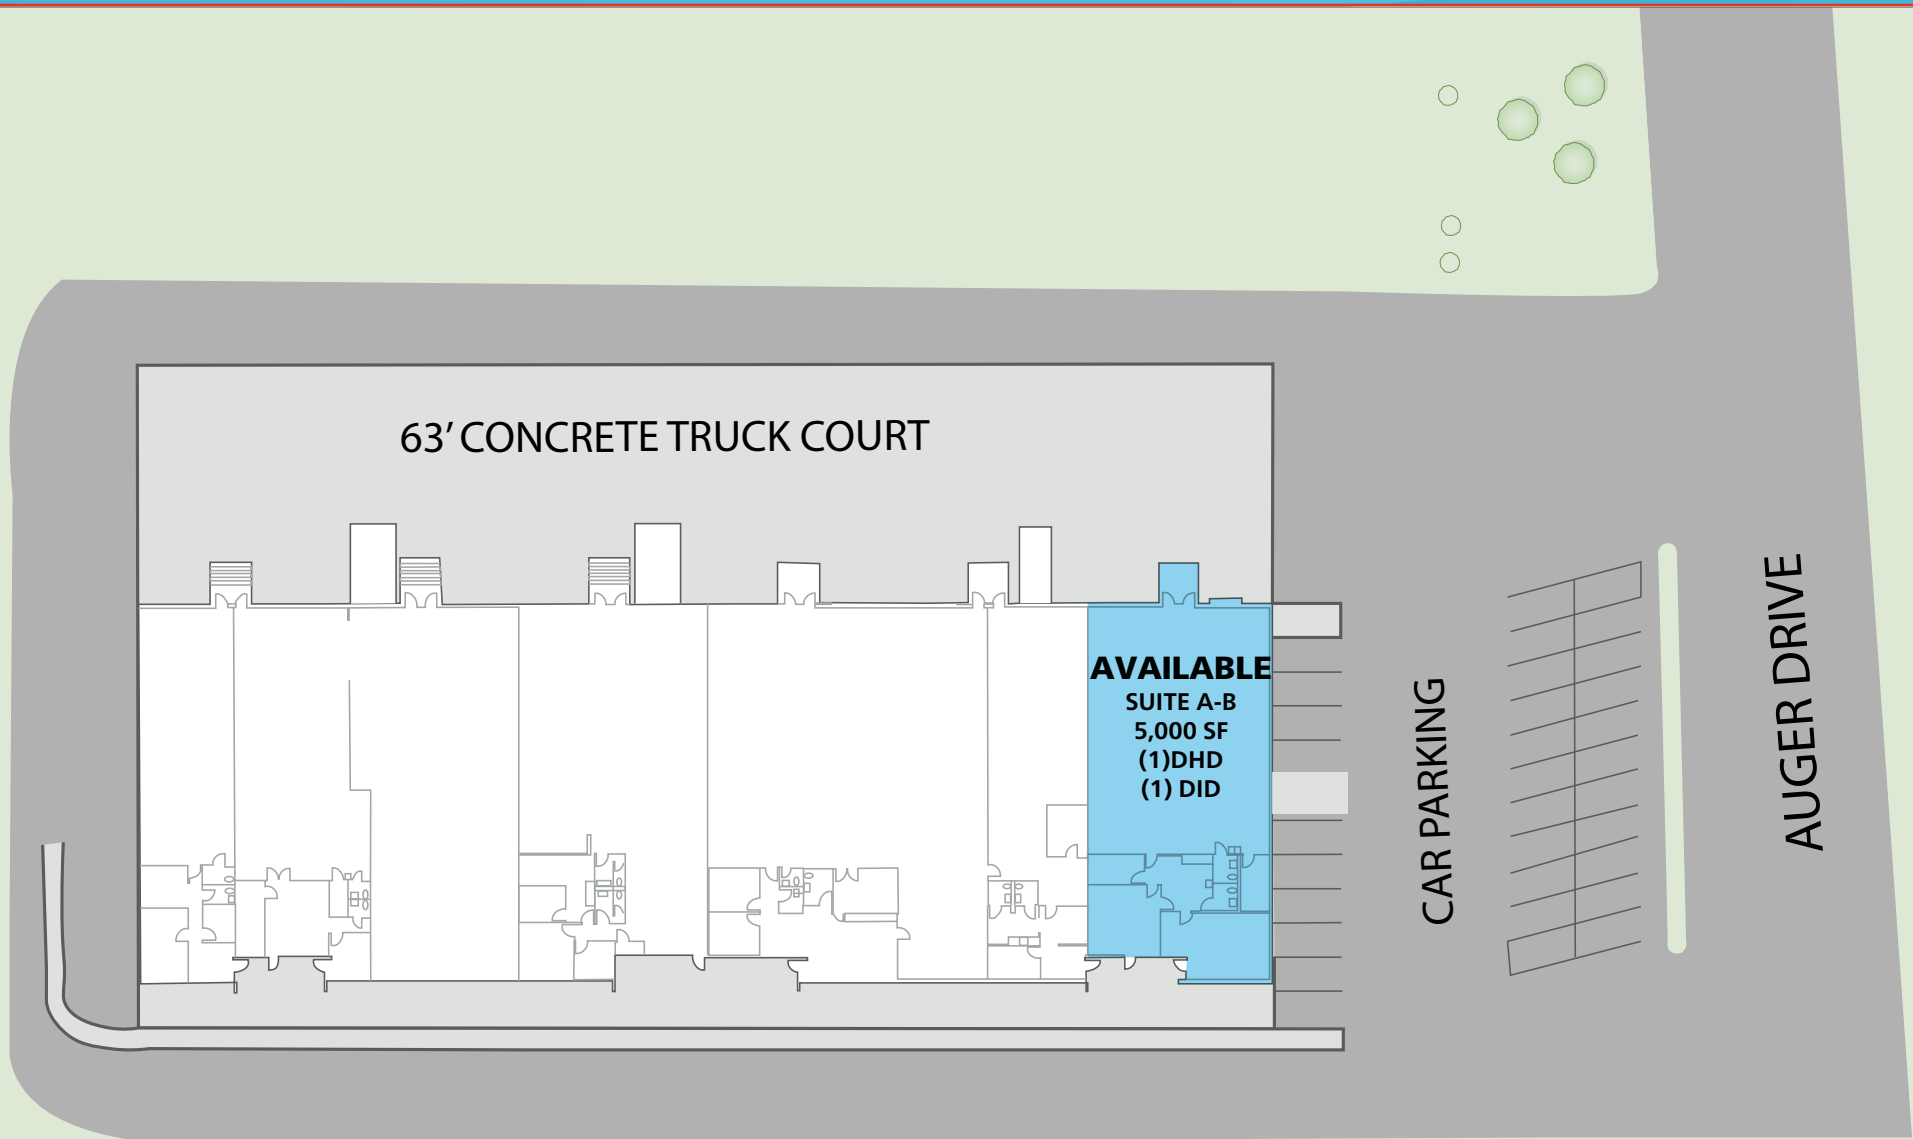 63’ CONCRETE TRUCK COURT
AVAILABLE
SUITE A-B
5,000 SF
(1)DHD
(1) DID
CAR PARKING
AUGER DRIVE